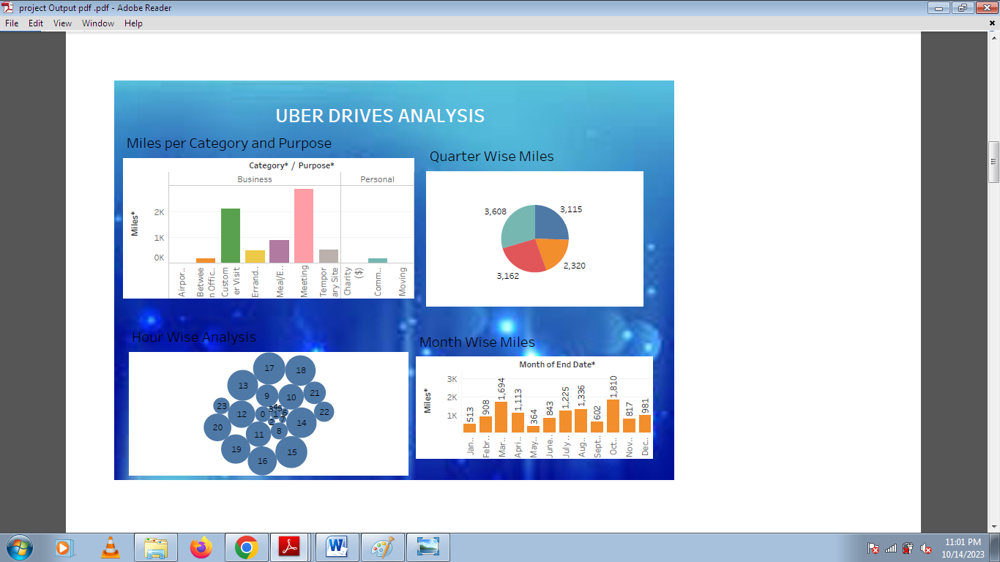 project Output pdf .pdf - Adobe Reader
File Edit View Window Help
UBER DRIVES ANALYSIS
Miles per Category and Purpose
Category* / Purpose*
Business
Personal
Miles*
2K
1K
0K
Airpor..
Betwee
n Offic..
Custom
er Visit
Errand..
Meal/E..
Meeting
Tempor
ary Site
Charity
($)
Comm..
Moving
Quarter Wise Miles
3,608
3,115
3,162
2,320
Hour Wise Analysis
17
18
13
9
10
21
23
12
0
3
4
5
1
6
22
2
7
14
20
11
8
19
16
15
Month Wise Miles
Month of End Date*
Miles*
3K
2K
1K
513
908
1,694
1,113
364
843
1,225
1,336
602
1,810
817
981
Jan..
Febr..
Mar..
Apri..
May..
June..
July ..
Aug..
Sept..
Oct..
Nov..
Dec..
11:01 PM
10/14/2023